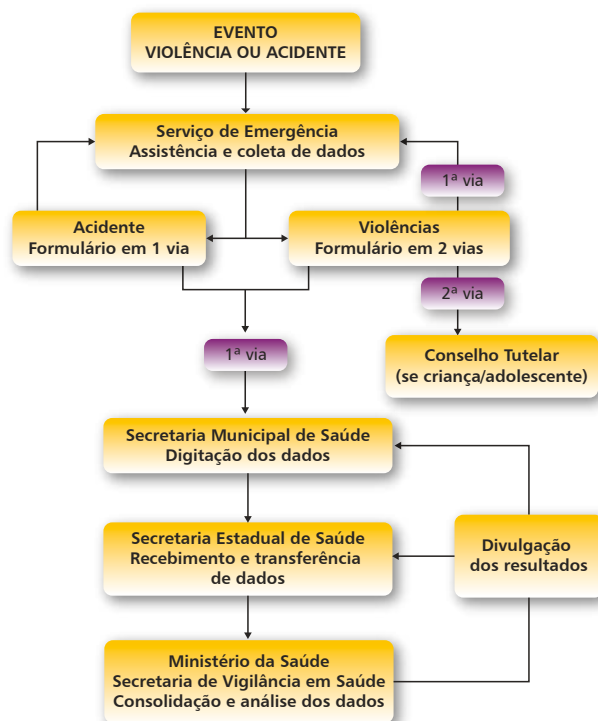 EVENTO
VIOLÊNCIA OU ACIDENTE
Serviço de Emergência
Assistência e coleta de dados
1ª via
Acidente
Formulário em 1 via
Violências
Formulário em 2 vias
2ª via
1ª via
Conselho Tutelar
(se criança/adolescente)
Secretaria Municipal de Saúde
Digitação dos dados
Secretaria Estadual de Saúde
Recebimento e transferência
de dados
Divulgação
dos resultados
Ministério da Saúde
Secretaria de Vigilância em Saúde
Consolidação e análise dos dados